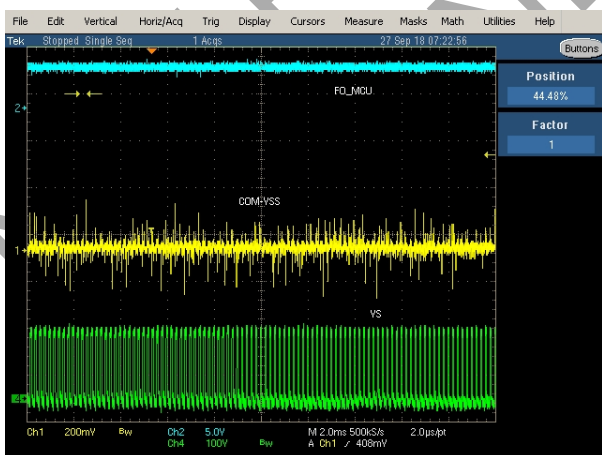 File Edit Vertical Horiz/Acq Trig Display Cursors Measure Masks Math Utilities Help
Tek Stopped Single Seq 1 Acqs 27 Sep 18 07:22:56
Buttons
Position
44.48%
Factor
1
FO_MCU
2
COM-VSS
1
VS
Ch1 200mV Bw Ch2 5.0V M 2.0ms 500kS/s 2.0µs/pt
Ch4 100V Bw A Ch1 408mV